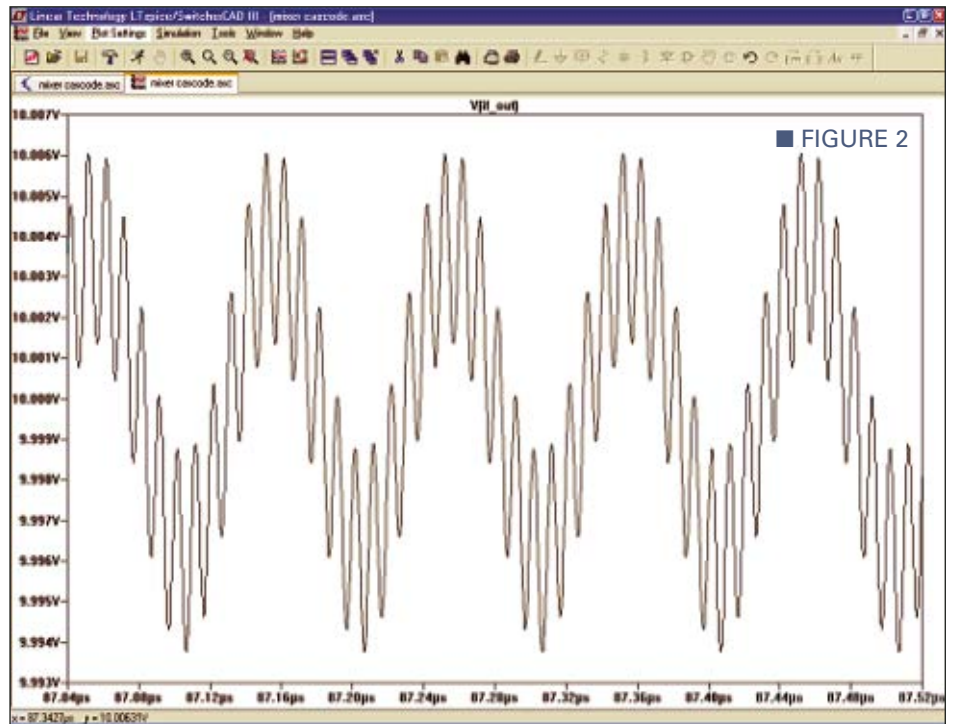 Linear Technology LTspice/SwitcherCAD III - [mixer cascode.asc]
File View Plot Settings Simulation Tools Window Help
mixer cascode.asc mixer cascode.asc
V(if_out)
FIGURE 2
10.007V
10.006V
10.005V
10.004V
10.003V
10.002V
10.001V
10.000V
9.999V
9.998V
9.997V
9.996V
9.995V
9.994V
9.993V
87.04µs 87.08µs 87.12µs 87.16µs 87.20µs 87.24µs 87.28µs 87.32µs 87.36µs 87.40µs 87.44µs 87.48µs 87.52µs
x = 87.3427µs y = 10.00631V